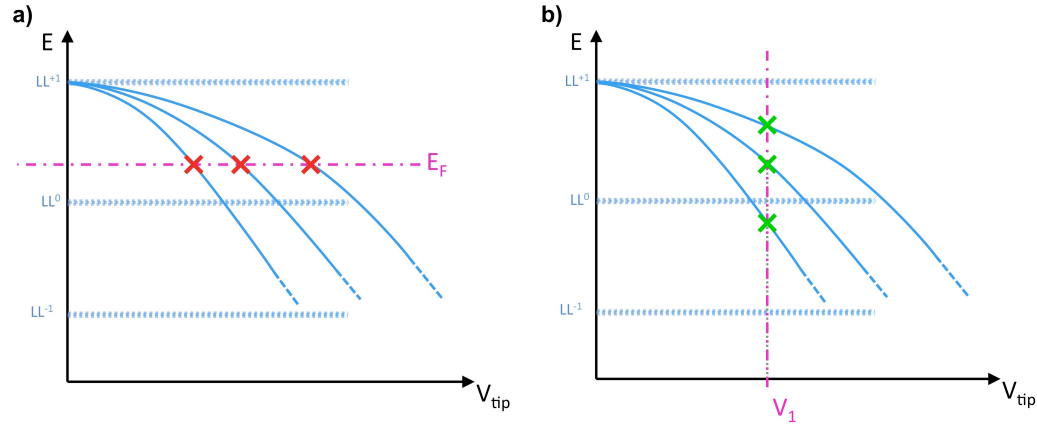 a)
E
LL+1
E_F
LL0
LL-1
V_tip
b)
E
LL+1
LL0
LL-1
V_tip
V_1